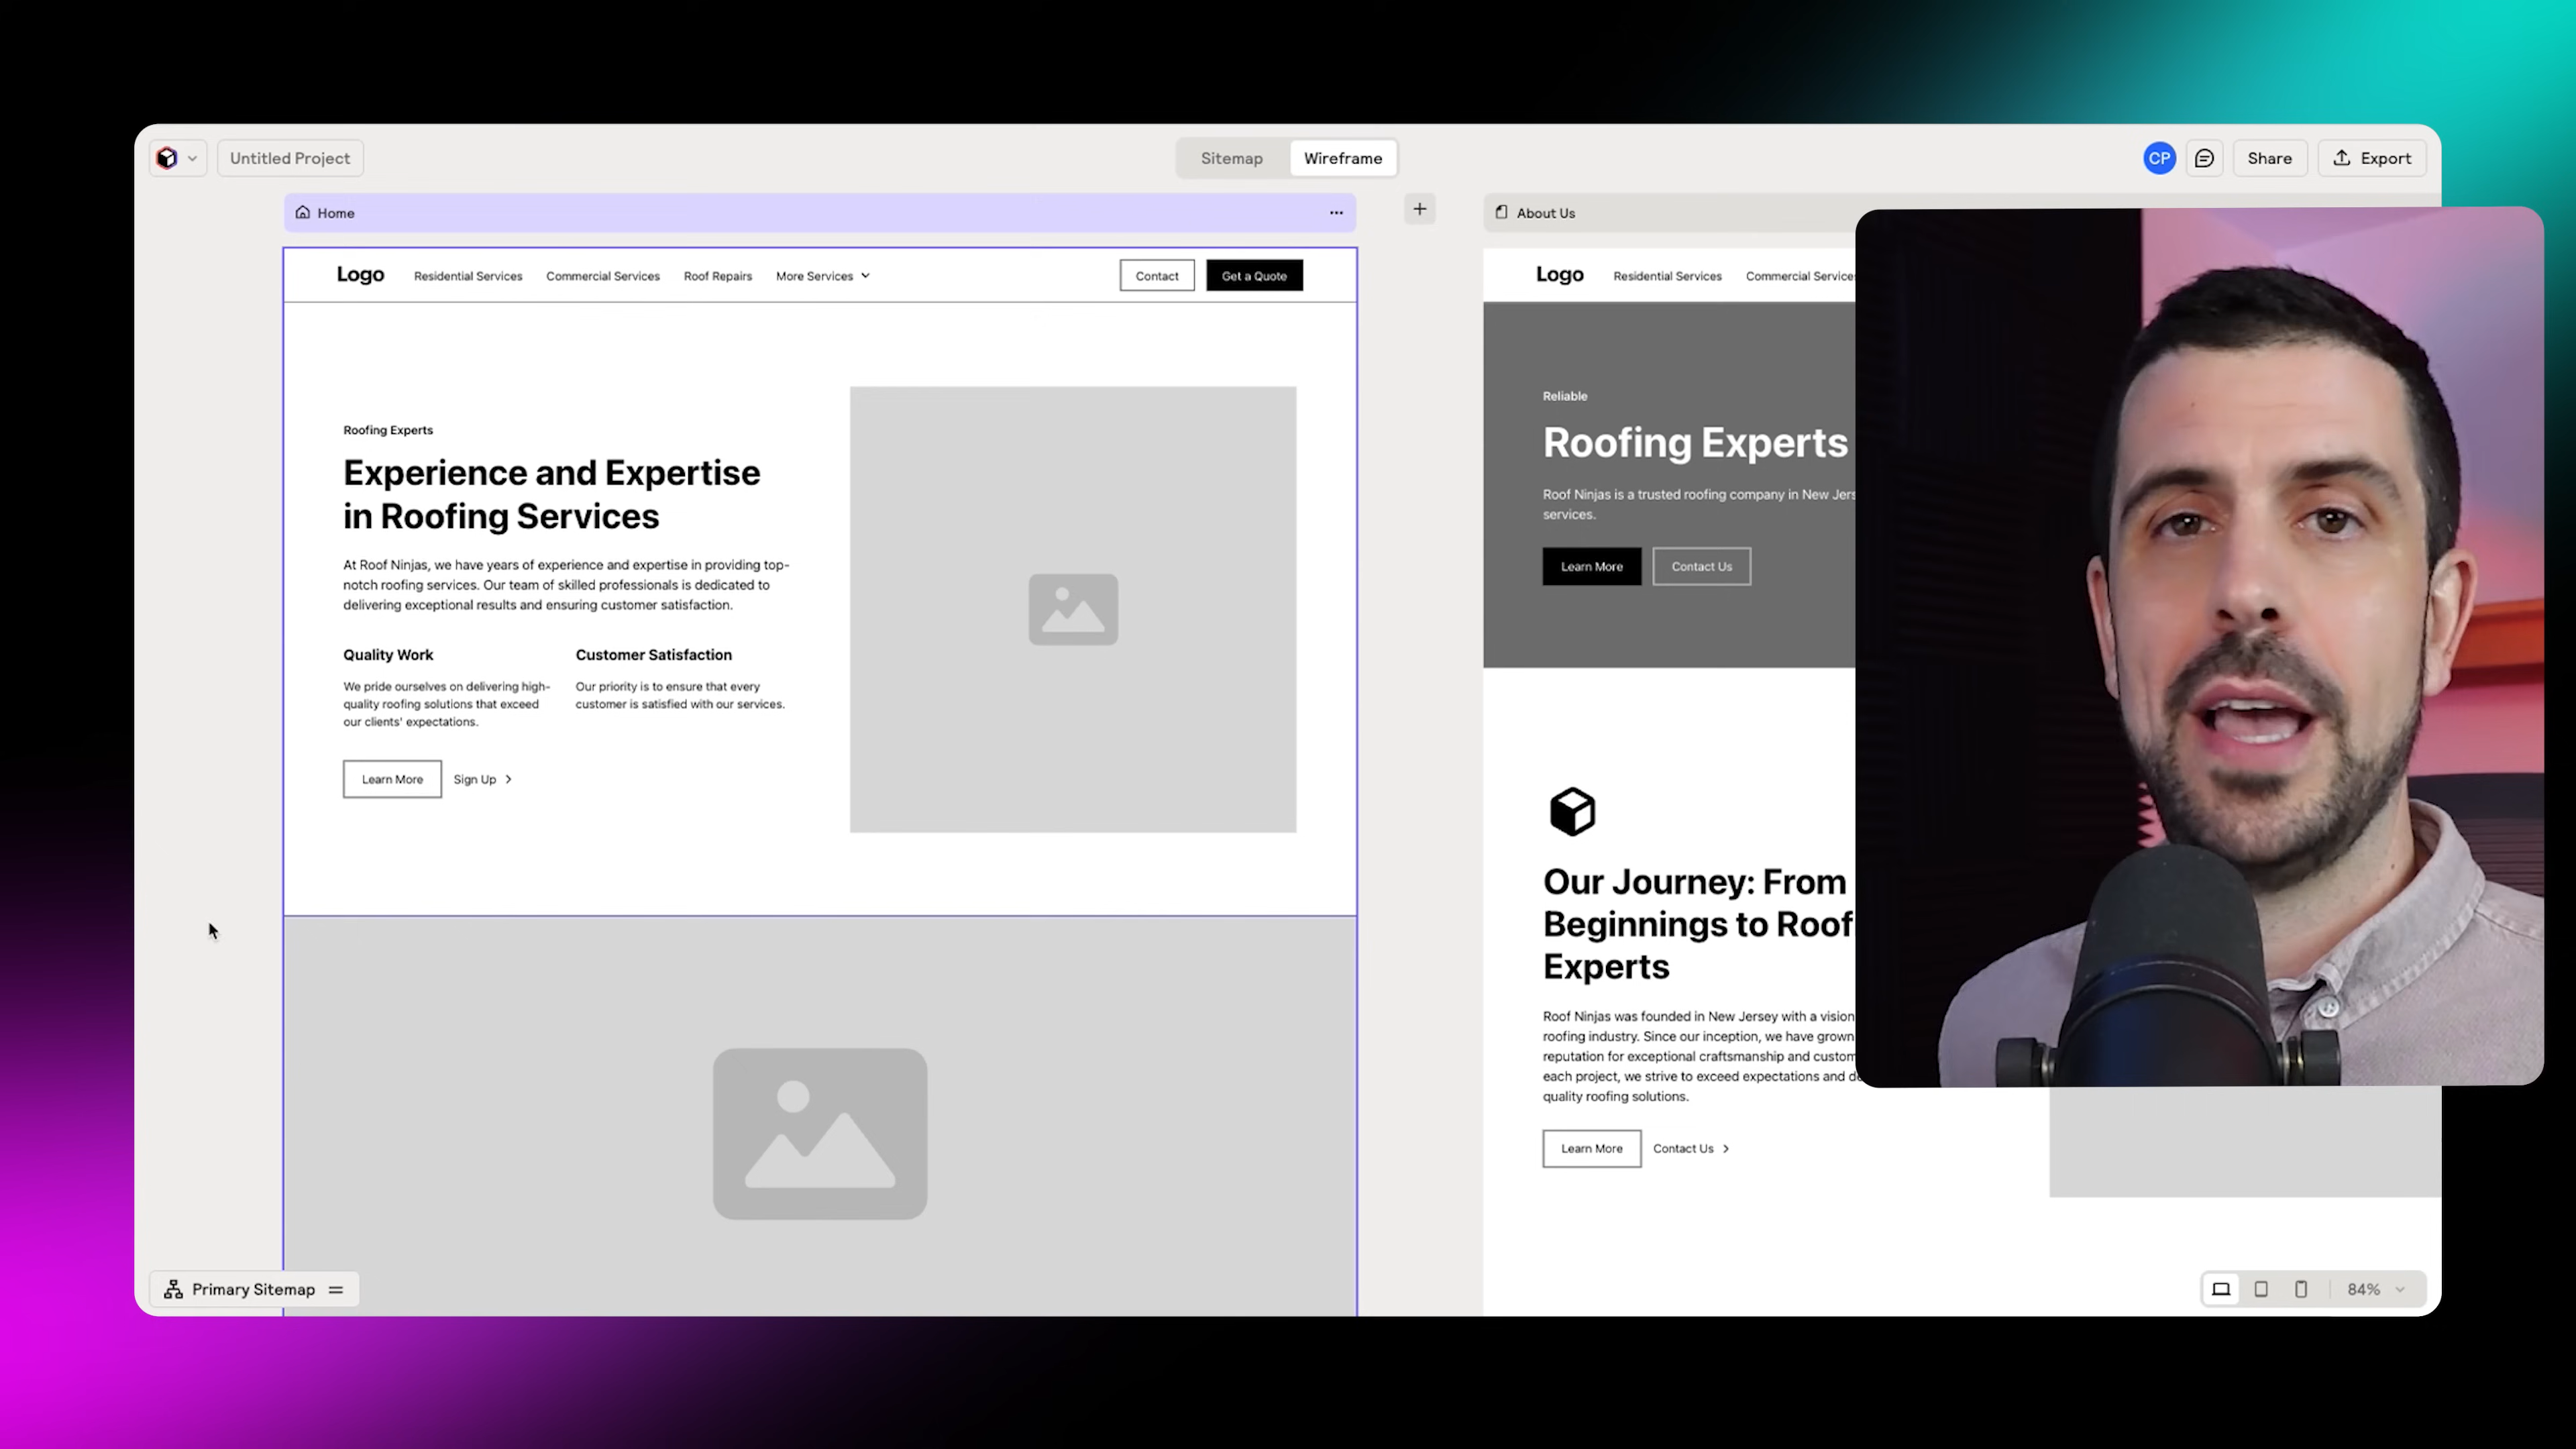 Untitled Project
Sitemap
Wireframe
CP
Share
Export
Home
Logo
Residential Services
Commercial Services
Roof Repairs
More Services
Contact
Get a Quote
Roofing Experts
Experience and Expertise
in Roofing Services
At Roof Ninjas, we have years of experience and expertise in providing top-
notch roofing services. Our team of skilled professionals is dedicated to
delivering exceptional results and ensuring customer satisfaction.
Quality Work
We pride ourselves on delivering high-
quality roofing solutions that exceed
our clients' expectations.
Customer Satisfaction
Our priority is to ensure that every
customer is satisfied with our services.
Learn More
Sign Up
About Us
Logo
Residential Services
Commercial Services
Reliable
Roofing Experts
Roof Ninjas is a trusted roofing company in New Jers
services.
Learn More
Contact Us
Our Journey: From
Beginnings to Roof
Experts
Roof Ninjas was founded in New Jersey with a vision
roofing industry. Since our inception, we have grown
reputation for exceptional craftsmanship and custom
each project, we strive to exceed expectations and de
quality roofing solutions.
Learn More
Contact Us
Primary Sitemap
84%